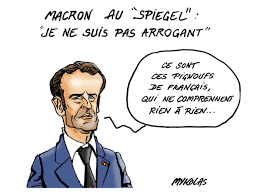 MACRON AU "SPIEGEL":
"JE NE SUIS PAS ARROGANT"
CE SONT
CES PIGNOUFS
DE FRANÇAIS,
QUI NE COMPRENNENT
RIEN À RIEN...
MYKOLAS